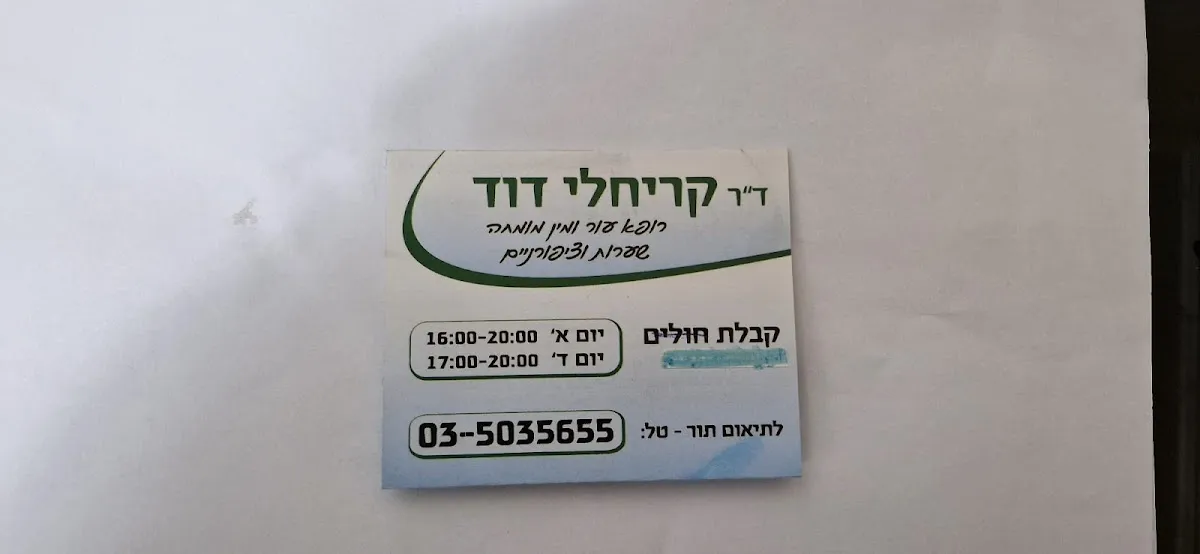 ד"ר קריחלי דוד
רופא עור ומין מומחה
שערות וציפורניים
קבלת חולים
יום א' 16:00-20:00
יום ד' 17:00-20:00
לתיאום תור - טל: 03-5035655